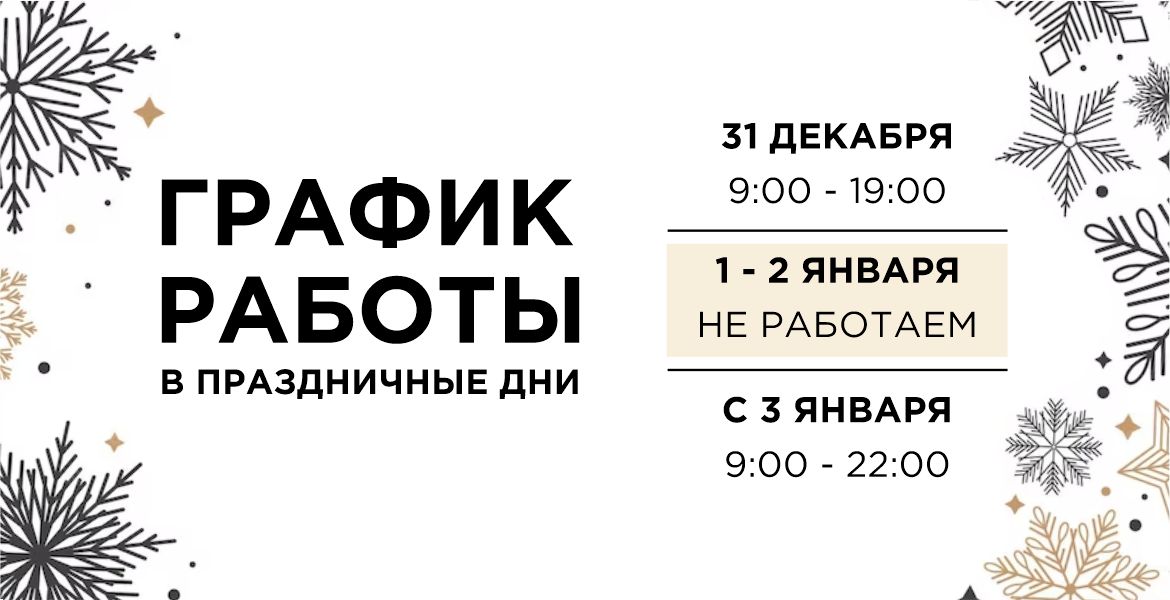 ГРАФИК
РАБОТЫ
В ПРАЗДНИЧНЫЕ ДНИ
31 ДЕКАБРЯ
9:00 - 19:00
1 - 2 ЯНВАРЯ
НЕ РАБОТАЕМ
С 3 ЯНВАРЯ
9:00 - 22:00